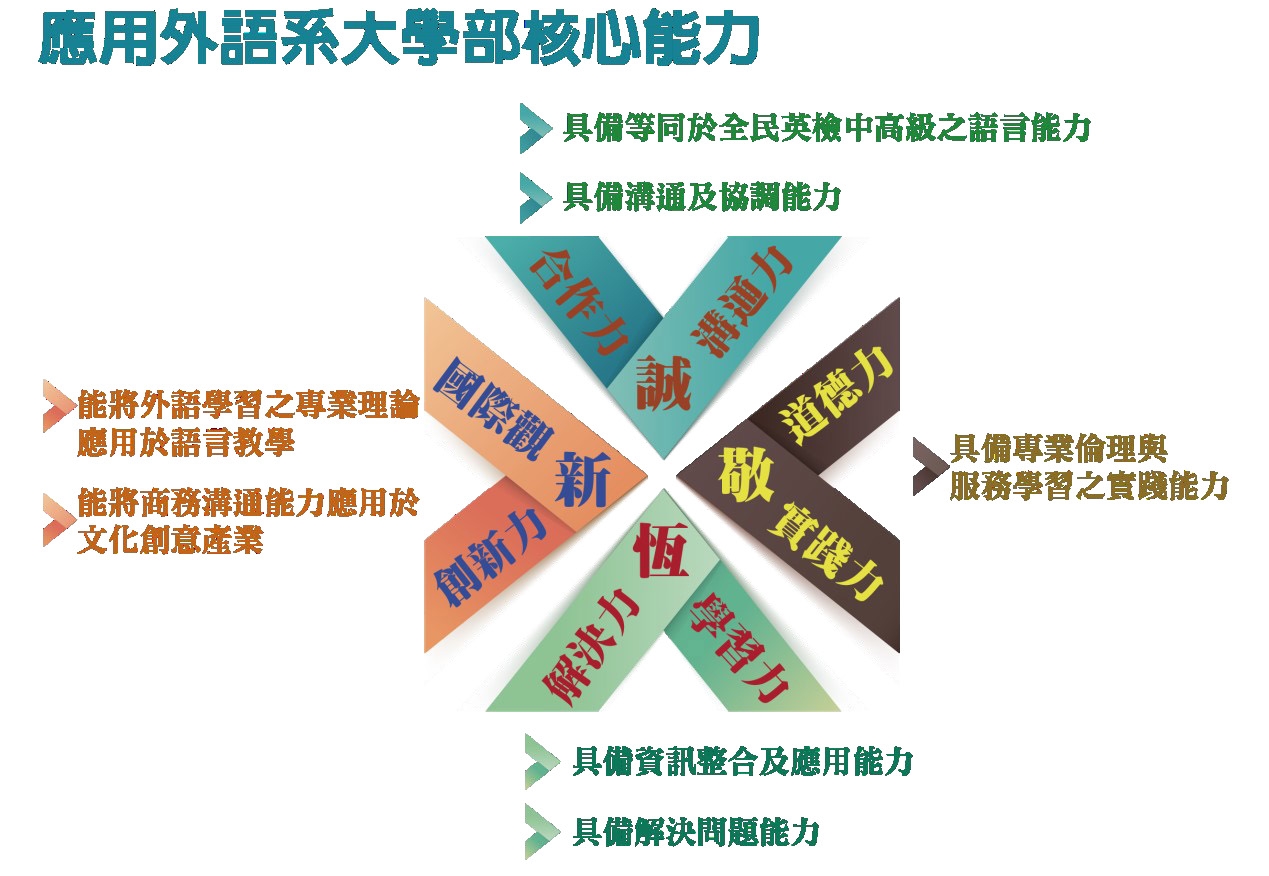 應用外語系大學部核心能力
具備等同於全民英檢中高級之語言能力
具備溝通及協調能力
合作力
溝通力
誠
國際觀
新
創新力
道德力
敬
實踐力
恆
解決力
學習力
能將外語學習之專業理論
應用於語言教學
能將商務溝通能力應用於
文化創意產業
具備專業倫理與
服務學習之實踐能力
具備資訊整合及應用能力
具備解決問題能力